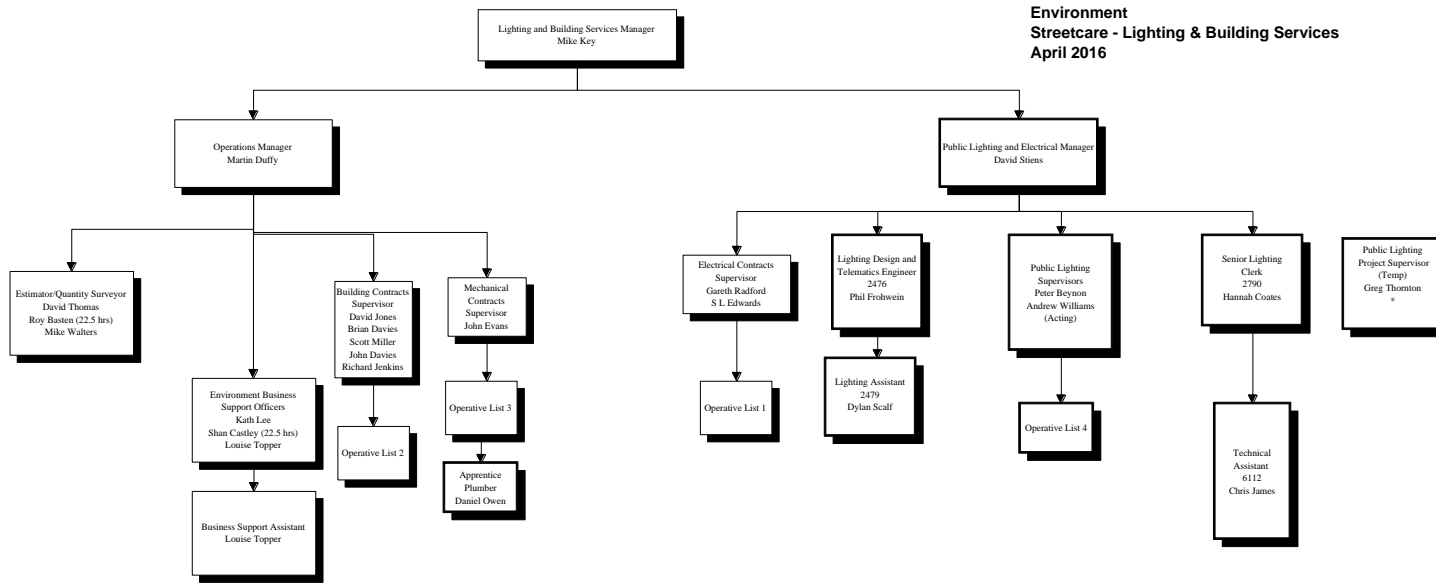 Environment
Streetcare - Lighting & Building Services
April 2016
Lighting and Building Services Manager
Mike Key
Operations Manager
Martin Duffy
Public Lighting and Electrical Manager
David Stiens
Estimator/Quantity Surveyor
David Thomas
Roy Basten (22.5 hrs)
Mike Walters
Environment Business
Support Officers
Kath Lee
Shan Castley (22.5 hrs)
Louise Topper
Business Support Assistant
Louise Topper
Building Contracts
Supervisor
David Jones
Brian Davies
Scott Miller
John Davies
Richard Jenkins
Operative List 2
Mechanical
Contracts
Supervisor
John Evans
Operative List 3
Apprentice
Plumber
Daniel Owen
Electrical Contracts
Supervisor
Gareth Radford
S L Edwards
Operative List 1
Lighting Design and
Telematics Engineer
2476
Phil Frohwein
Lighting Assistant
2479
Dylan Scalf
Public Lighting
Supervisors
Peter Beynon
Andrew Williams
(Acting)
Operative List 4
Senior Lighting
Clerk
2790
Hannah Coates
Technical
Assistant
6112
Chris James
Public Lighting
Project Supervisor
(Temp)
Greg Thornton
*